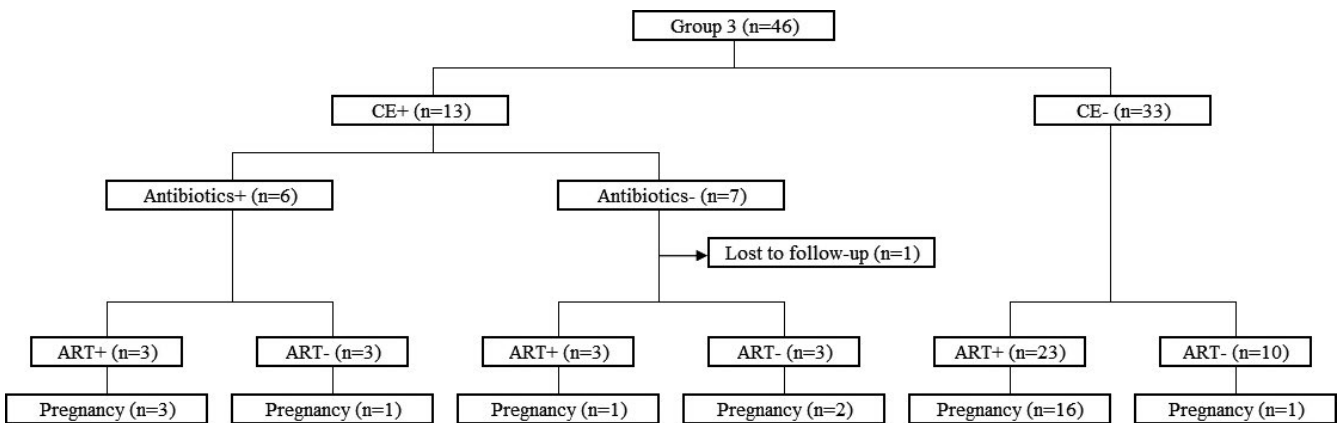 Group 3 (n=46)
CE+ (n=13)
CE- (n=33)
Antibiotics+ (n=6)
Antibiotics- (n=7)
Lost to follow-up (n=1)
ART+ (n=3)
ART- (n=3)
ART+ (n=3)
ART- (n=3)
ART+ (n=23)
ART- (n=10)
Pregnancy (n=3)
Pregnancy (n=1)
Pregnancy (n=1)
Pregnancy (n=2)
Pregnancy (n=16)
Pregnancy (n=1)